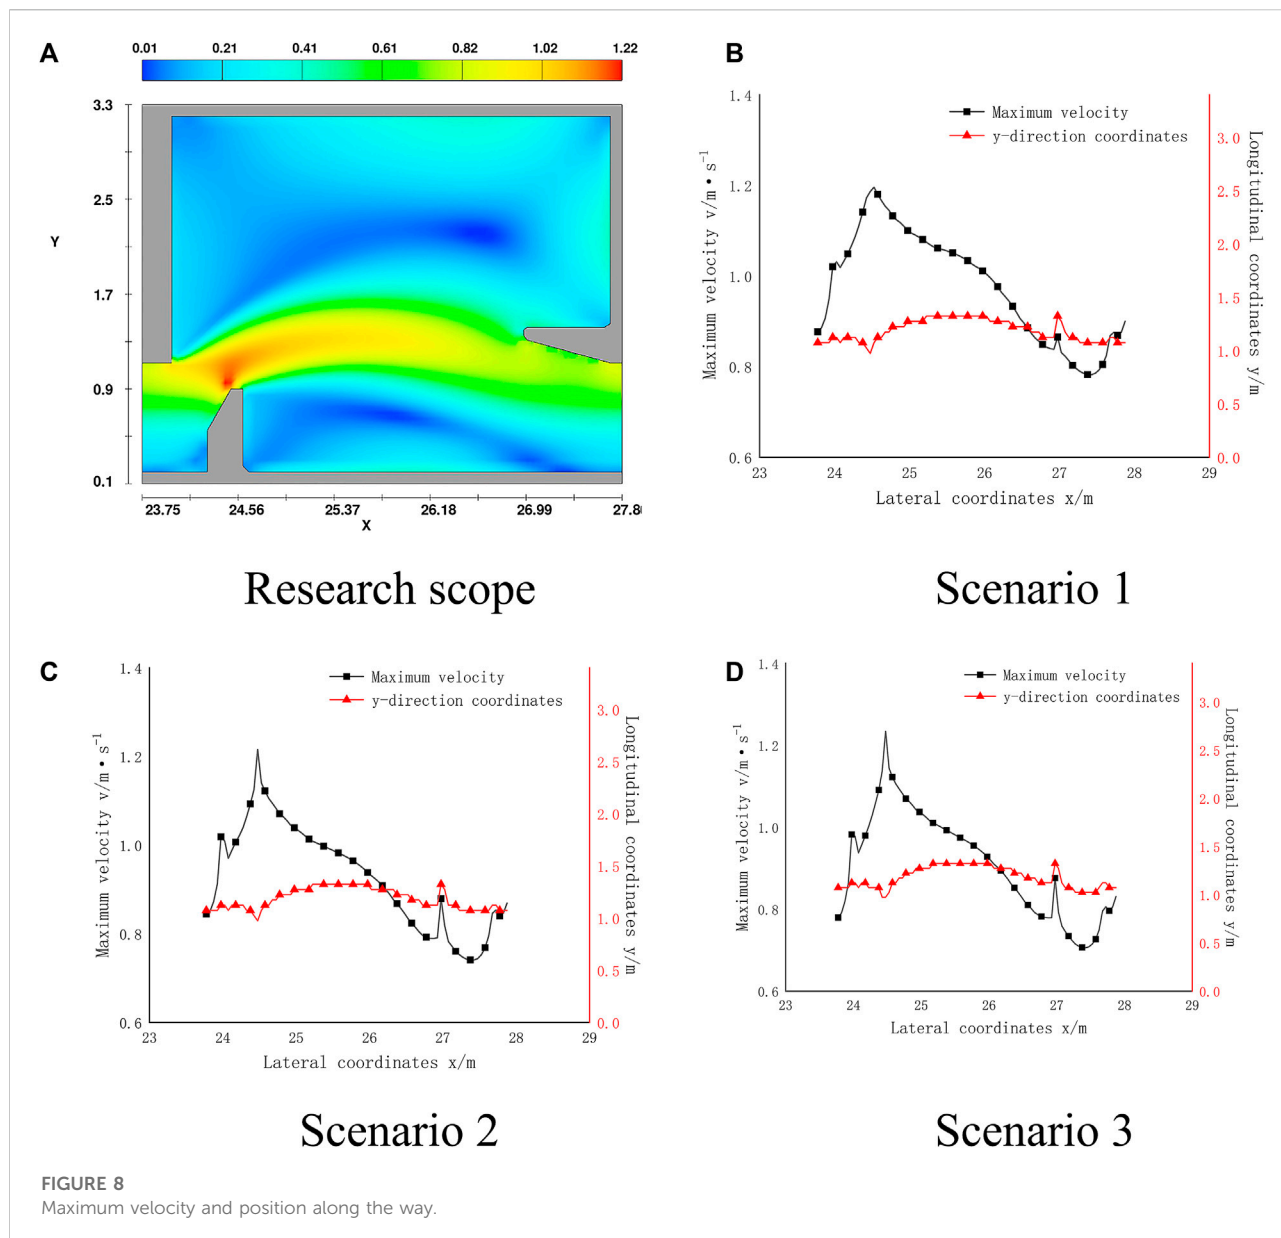 A
0.01 0.21 0.41 0.61 0.82 1.02 1.22
3.3
2.5
Y
1.7
0.9
0.1
23.75 24.56 25.37 26.18 26.99 27.8
X
Research scope
B
1.4
1.2
1.0
0.8
0.6
Maximum velocity v/m•s⁻¹
Maximum velocity
y-direction coordinates
3.0
2.5
2.0
1.5
1.0
0.5
0.0
Longitudinal coordinates y/m
23 24 25 26 27 28 29
Lateral coordinates x/m
Scenario 1
C
1.4
1.2
1.0
0.8
0.6
Maximum velocity v/m•s⁻¹
Maximum velocity
y-direction coordinates
3.0
2.5
2.0
1.5
1.0
0.5
0.0
Longitudinal coordinates y/m
23 24 25 26 27 28 29
Lateral coordinates x/m
Scenario 2
D
1.4
1.2
1.0
0.8
0.6
Maximum velocity v/m•s⁻¹
Maximum velocity
y-direction coordinates
3.0
2.5
2.0
1.5
1.0
0.5
0.0
Longitudinal coordinates y/m
23 24 25 26 27 28 29
Lateral coordinates x/m
Scenario 3
FIGURE 8
Maximum velocity and position along the way.